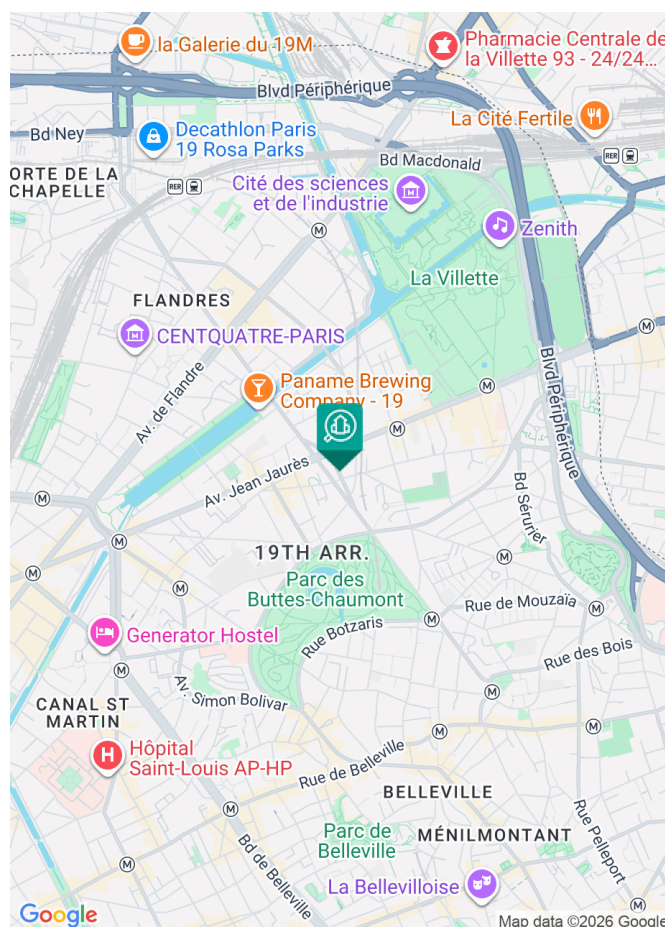 la.Galerie du 19M
Pharmacie Centrale de
la Villette 93 - 24/24...
Blvd Périphérique
La Cité Fertile
Bd Ney
Decathlon Paris
19 Rosa Parks
Bd Macdonald
RER
ORTE DE LA
CHAPELLE
RER
Cité des sciences
et de l'industrie
M
Zenith
La Villette
FLANDRES
CENTQUATRE-PARIS
Blvd Périphérique
Av. de Flandre
Paname Brewing
Company - 19
M
M
Av. Jean Jaurès
M
Bd Sérurier
M
19TH ARR.
M
M
Parc des
Buttes-Chaumont
M
Rue de Mouzaïa
M
Rue Botzaris
M
Generator Hostel
Rue des Bois
M
Av. Simon Bolivar
M
CANAL ST
MARTIN
M
M
H
Hôpital
Saint-Louis AP-HP
Rue de Belleville
BELLEVILLE
M
Rue Pelleport
Parc de
Belleville
MÉNILMONTANT
Bd de Belleville
M
La Bellevilloise
M
Google
Map data ©2026 Google